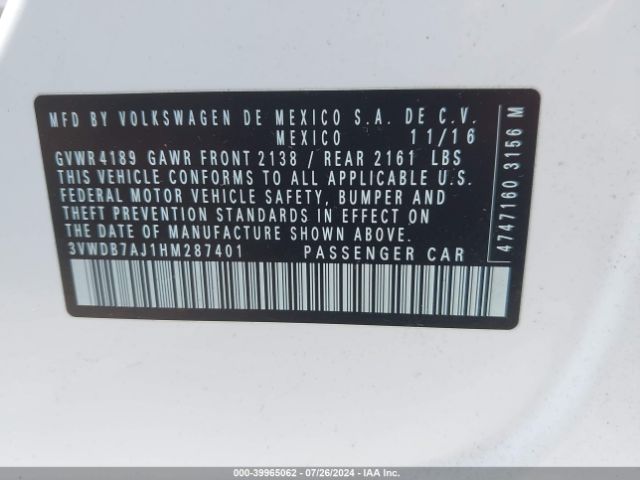 MFD BY VOLKSWAGEN DE MEXICO S.A. DE C.V.
MEXICO 11/16
GVWR 4189 GAWR FRONT 2138 / REAR 2161 LBS
THIS VEHICLE CONFORMS TO ALL APPLICABLE U.S.
FEDERAL MOTOR VEHICLE SAFETY, BUMPER AND
THEFT PREVENTION STANDARDS IN EFFECT ON
THE DATE OF MANUFACTURE SHOWN ABOVE.
3VWDB7AJ1HM287401 PASSENGER CAR
4747160 3156 M
000-39965062 - 07/26/2024 - IAA Inc.